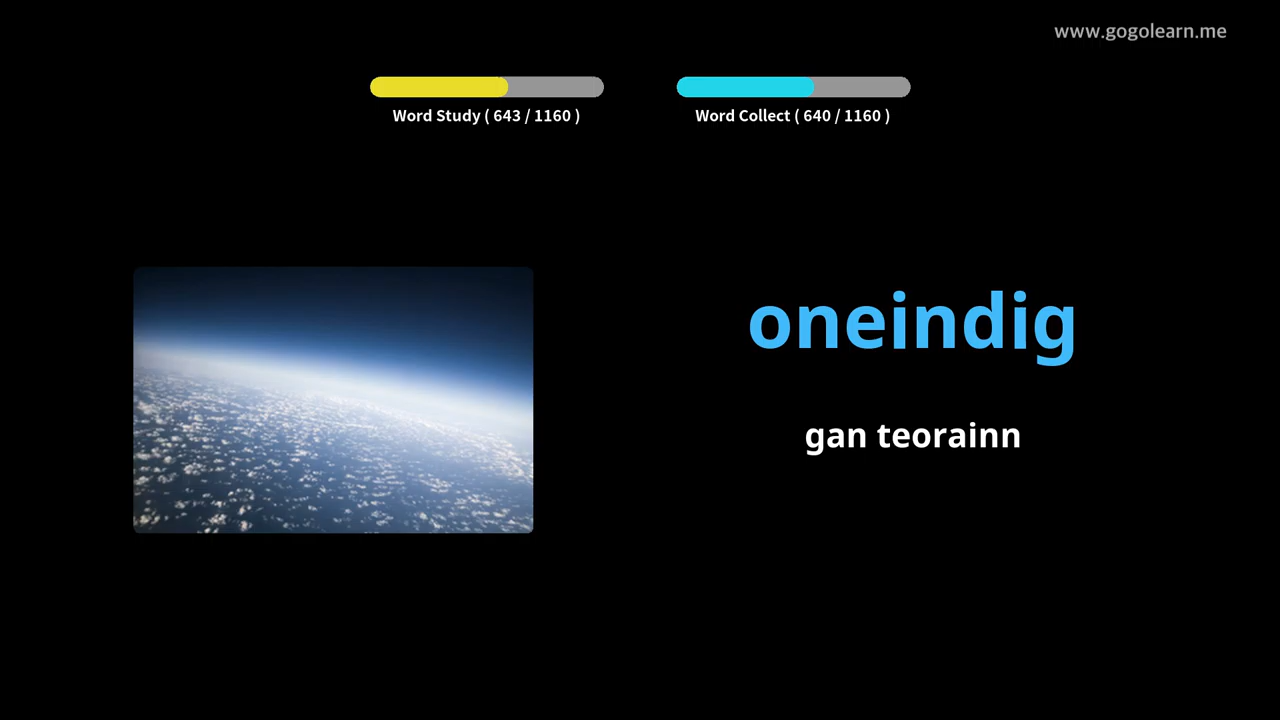 www.gogolearn.me
Word Study ( 643 / 1160 )
Word Collect ( 640 / 1160 )
oneindig
gan teorainn